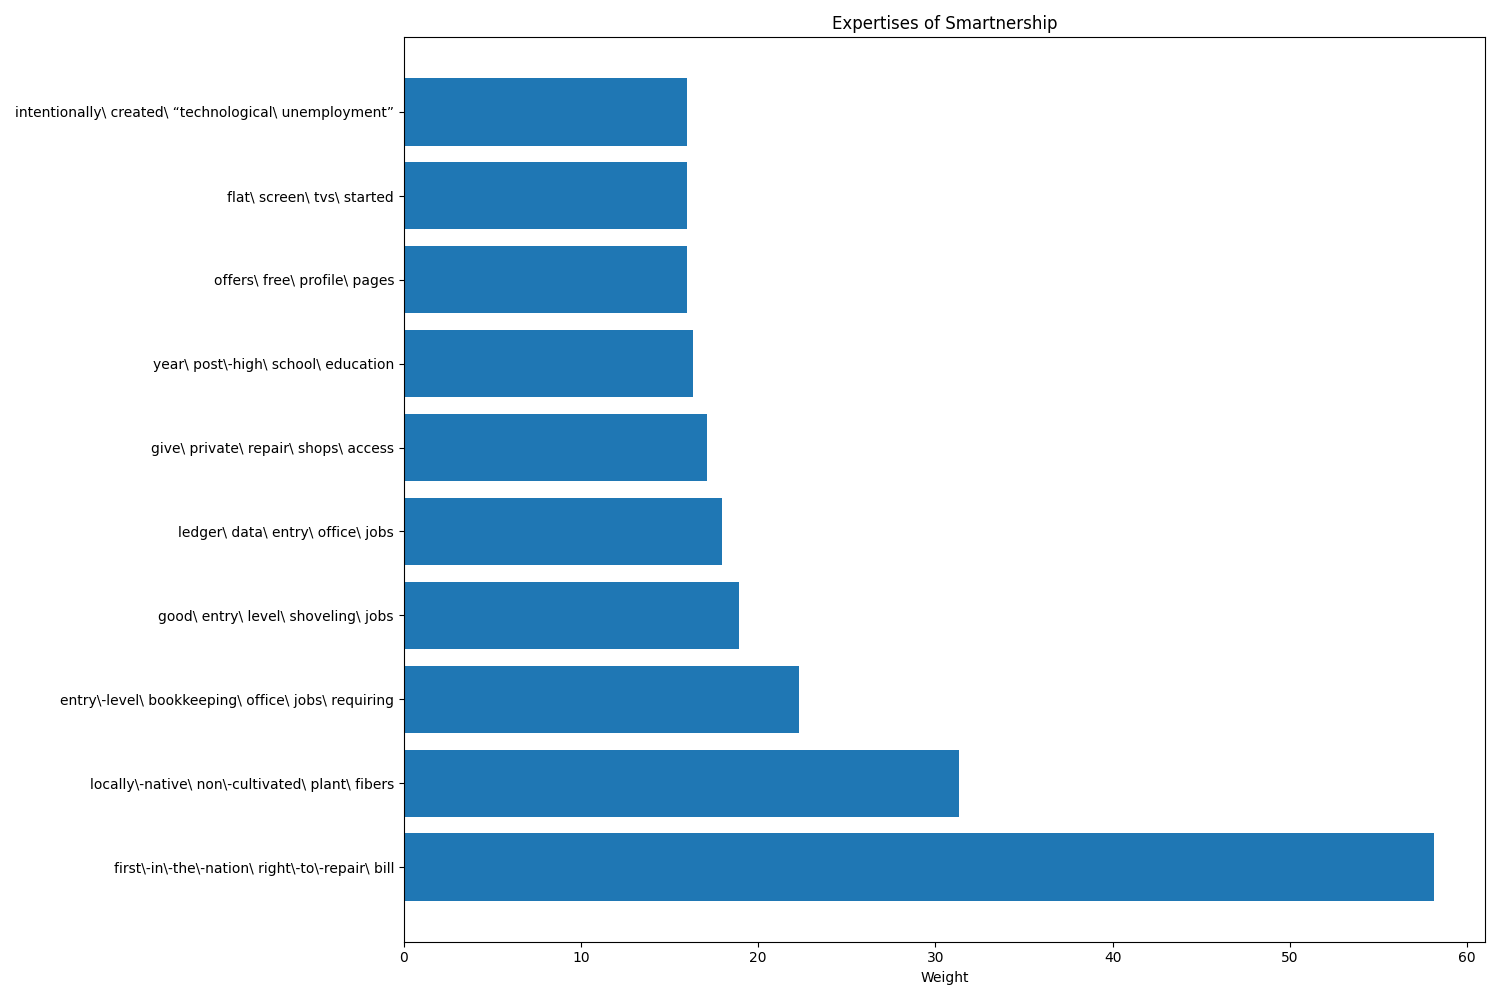 Expertises of Smartnership
intentionally\ created\ “technological\ unemployment”
flat\ screen\ tvs\ started
offers\ free\ profile\ pages
year\ post\-high\ school\ education
give\ private\ repair\ shops\ access
ledger\ data\ entry\ office\ jobs
good\ entry\ level\ shoveling\ jobs
entry\-level\ bookkeeping\ office\ jobs\ requiring
locally\-native\ non\-cultivated\ plant\ fibers
first\-in\-the\-nation\ right\-to\-repair\ bill
0 10 20 30 40 50 60
Weight